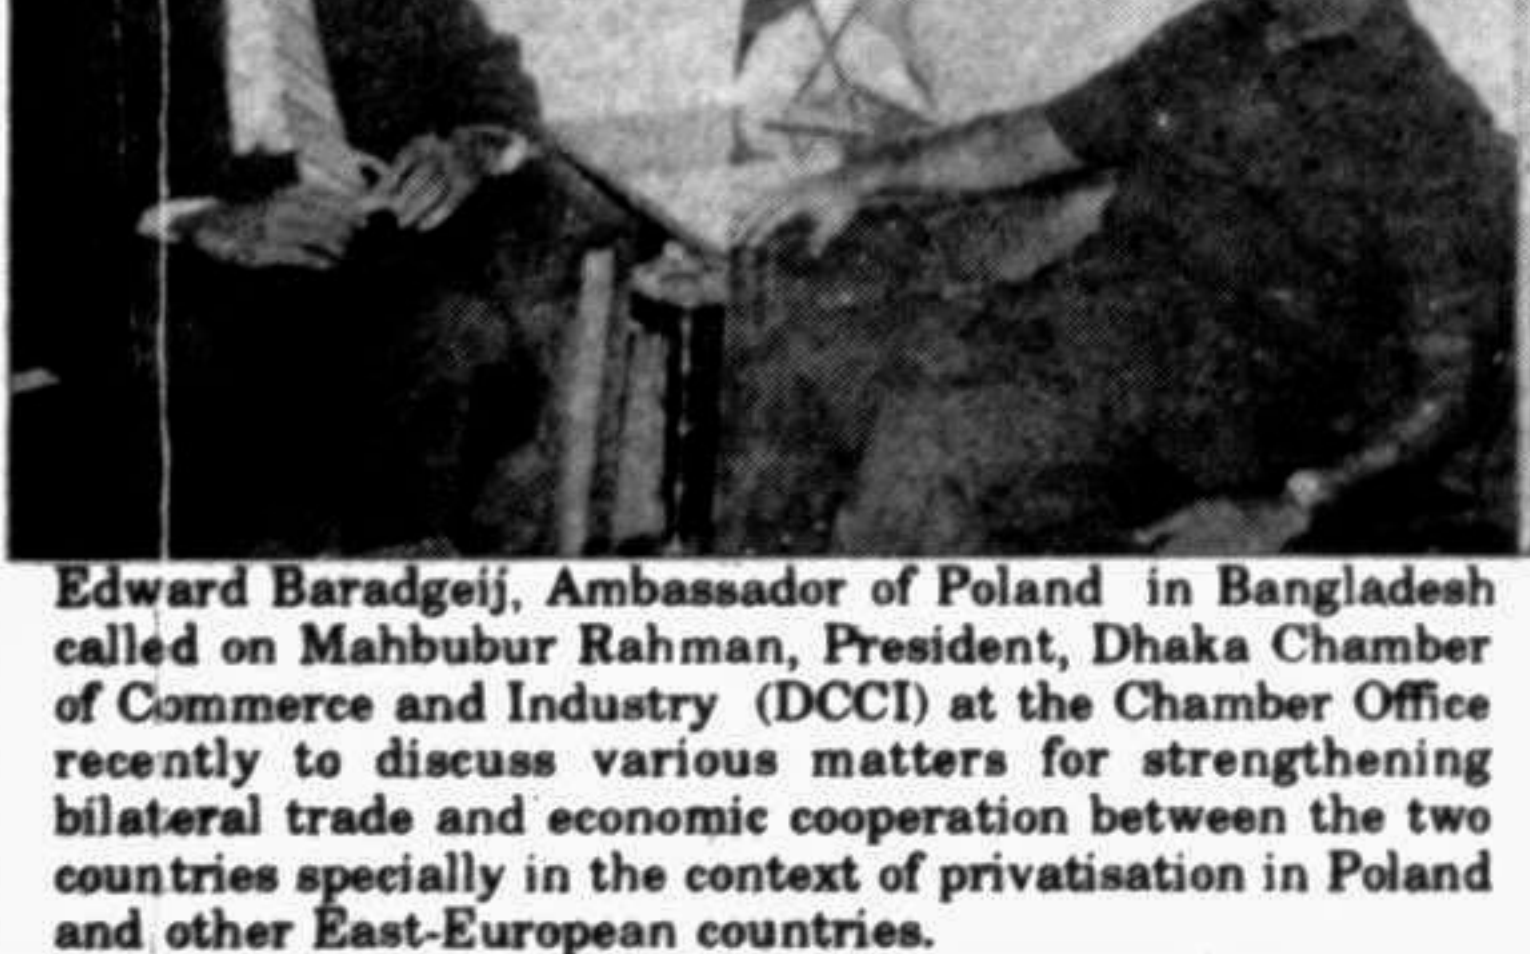 Edward Baradgeij, Ambassador of Poland in Bangladesh
called on Mahbubur Rahman, President, Dhaka Chamber
of Commerce and Industry (DCCI) at the Chamber Office
recently to discuss various matters for strengthening
bilateral trade and economic cooperation between the two
countries specially in the context of privatisation in Poland
and other East-European countries.